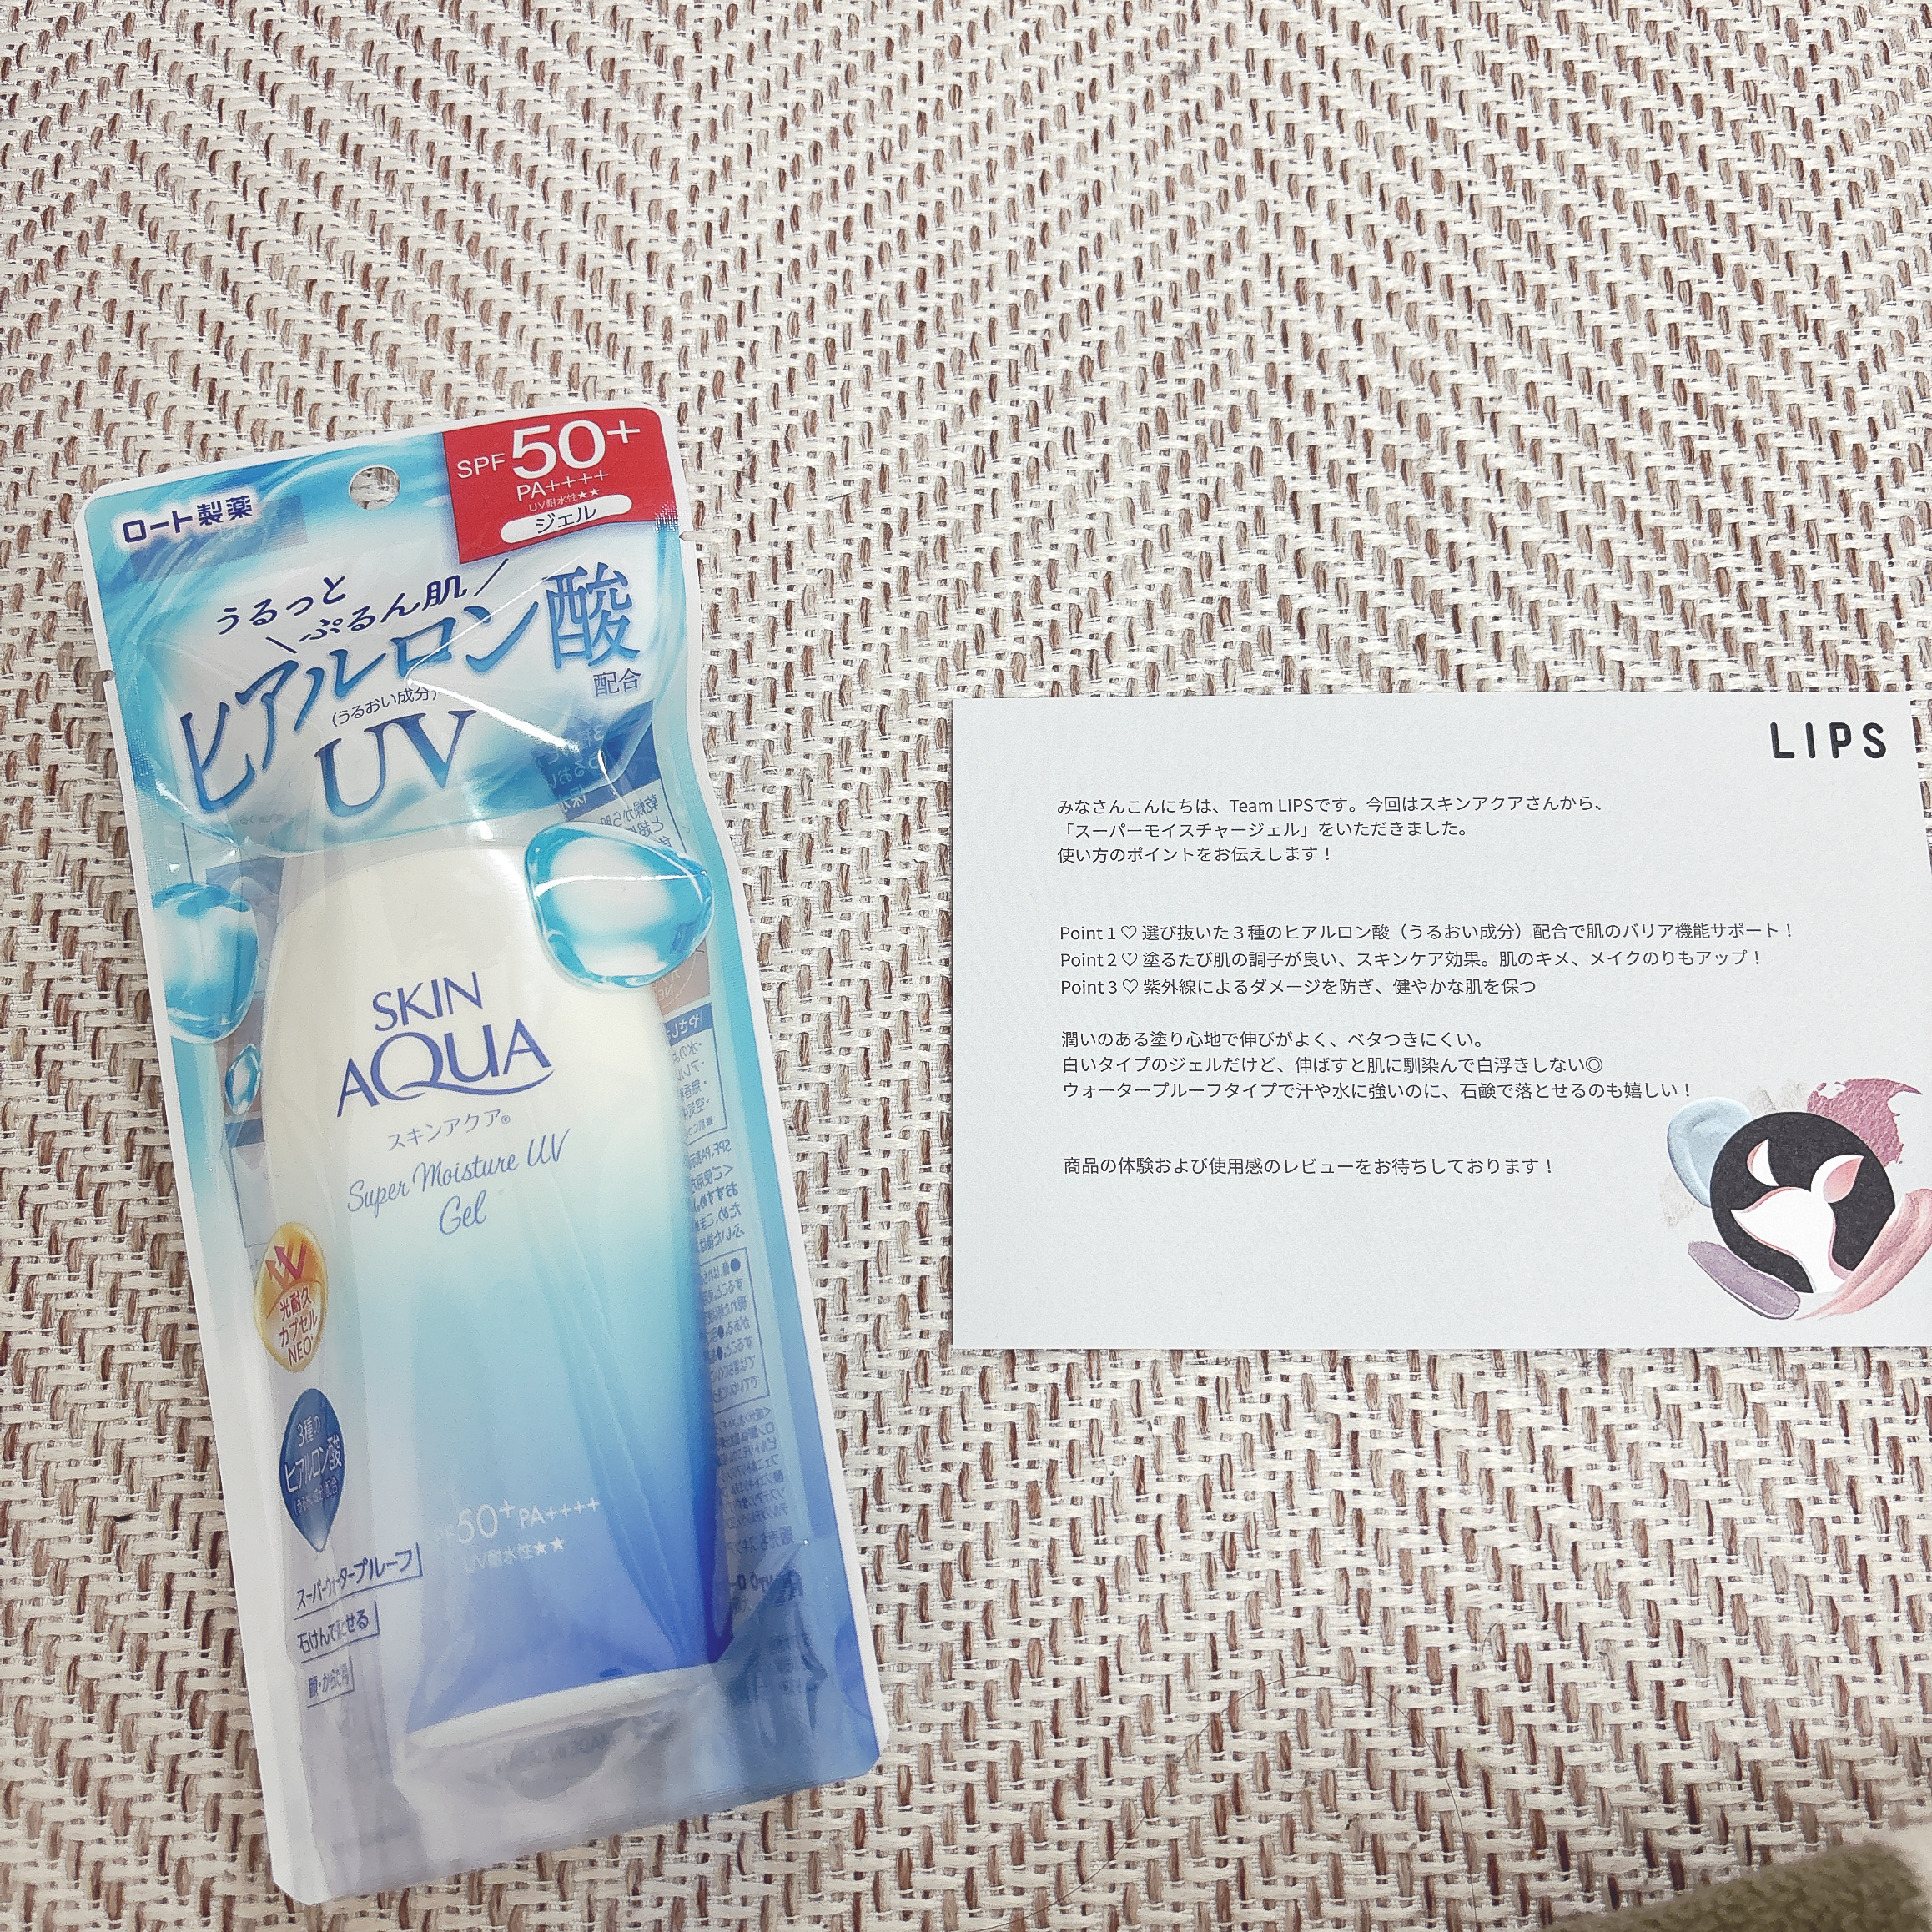 ロート製薬
SPF 50+
PA++++
UV耐水性★★
ジェル
うるっと
ぷるん肌
ヒアルロン酸
配合
(うるおい成分)
UV
SKIN
AQUA
スキンアクア®
Super Moisture UV
Gel
光耐久
カプセル
NEO
3種の
ヒアルロン酸
50+ PA++++
UV耐水性★★
スーパーウォータープルーフ
石けんで落とせる
顔・からだ用
LIPS
みなさんこんにちは、Team LIPSです。今回はスキンアクアさんから、
「スーパーモイスチャージェル」をいただきました。
使い方のポイントをお伝えします！
Point 1 ♡ 選び抜いた３種のヒアルロン酸（うるおい成分）配合で肌のバリア機能サポート！
Point 2 ♡ 塗るたび肌の調子が良い、スキンケア効果。肌のキメ、メイクのりもアップ！
Point 3 ♡ 紫外線によるダメージを防ぎ、健やかな肌を保つ
潤いのある塗り心地で伸びがよく、ベタつきにくい。
白いタイプのジェルだけど、伸ばすと肌に馴染んで白浮きしない◎
ウォータープルーフタイプで汗や水に強いのに、石鹸で落とせるのも嬉しい！
商品の体験および使用感のレビューをお待ちしております！